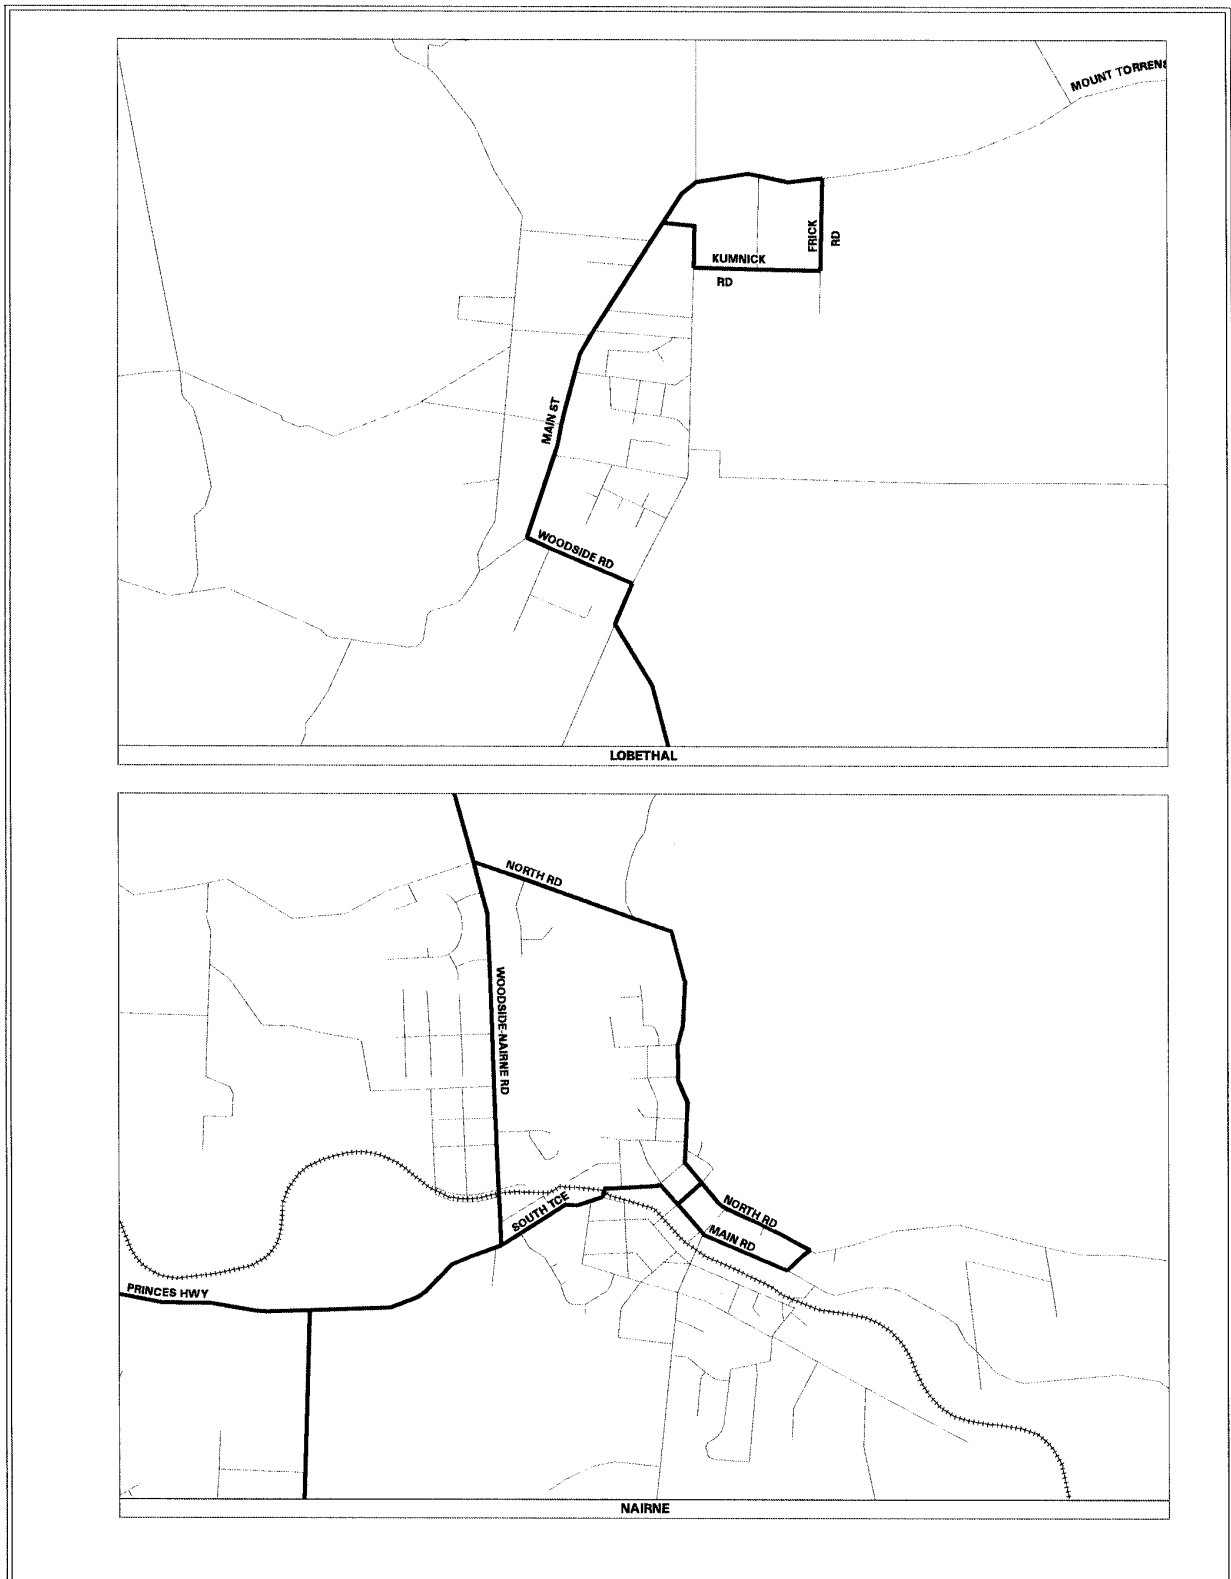 MOUNT TORRENS
FRICK
RD
KUMNICK
RD
MAIN ST
WOODSIDE RD
LOBETHAL
NORTH RD
WOODSIDE-NAIRNE RD
SOUTH TCE
NORTH RD
MAIN RD
PRINCES HWY
NAIRNE